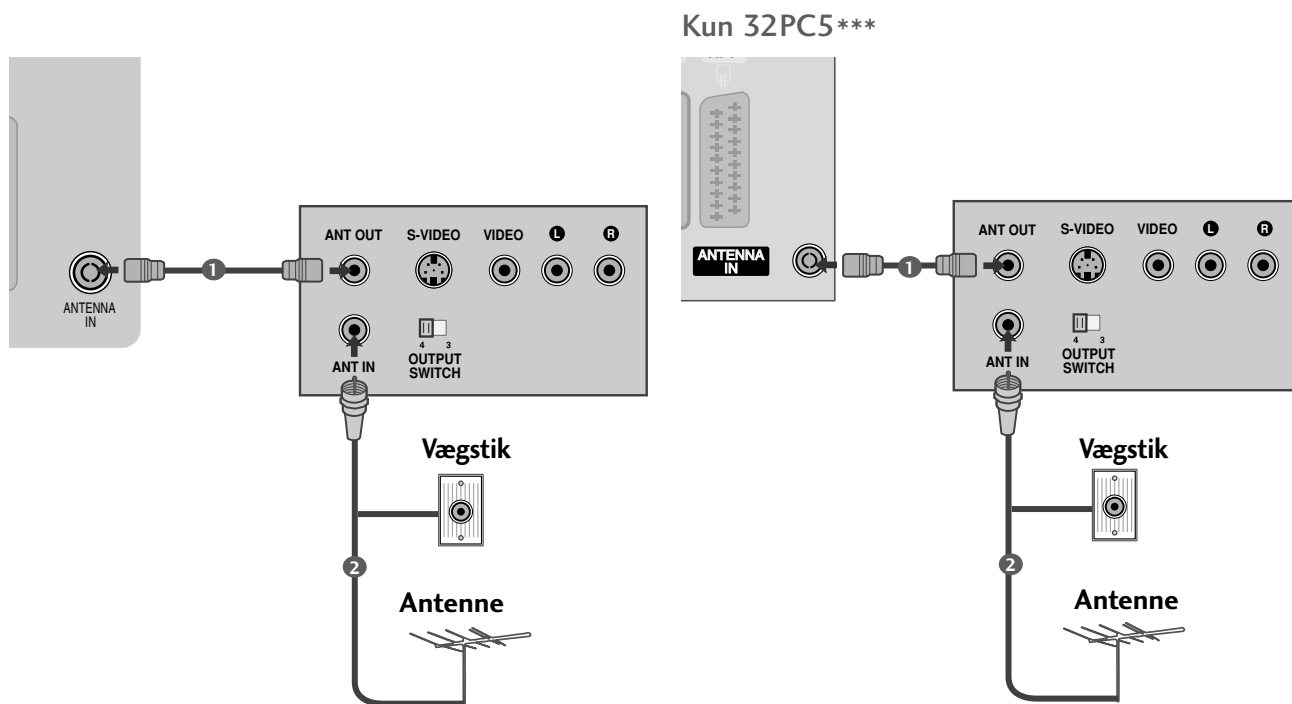 Kun 32PC5***
ANT OUT
S-VIDEO
VIDEO
L
R
1
ANTENNA
IN
4 3
OUTPUT
SWITCH
ANT IN
Vægstik
2
Antenne
ANT OUT
S-VIDEO
VIDEO
L
R
ANTENNA
IN
1
4 3
OUTPUT
SWITCH
ANT IN
Vægstik
2
Antenne